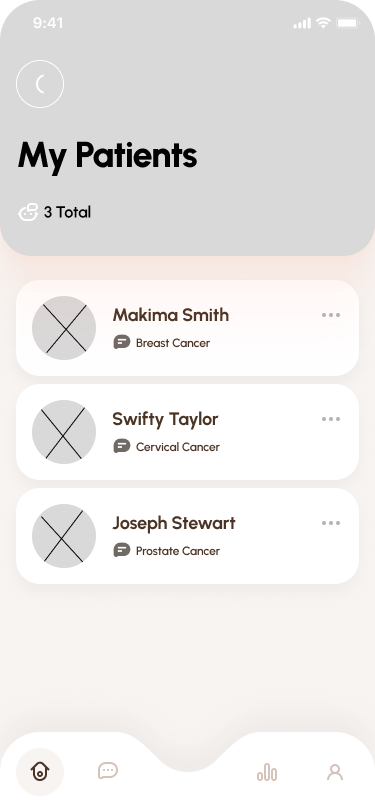 9:41
My Patients
3 Total
Makima Smith
Breast Cancer
Swifty Taylor
Cervical Cancer
Joseph Stewart
Prostate Cancer